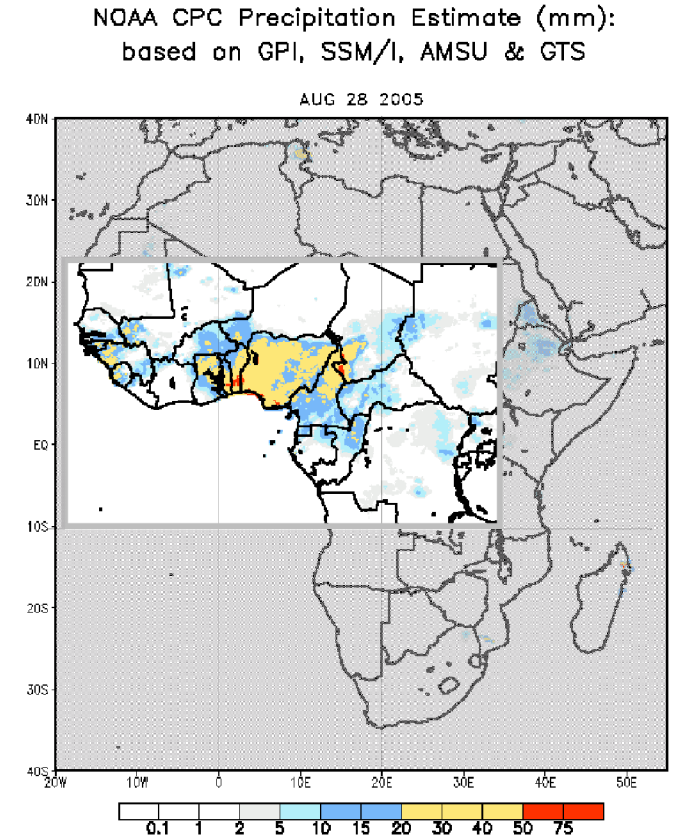 NOAA CPC Precipitation Estimate (mm):
based on GPI, SSM/I, AMSU & GTS
AUG 28 2005
40N
30N
20N
10N
EQ
10S
20S
30S
40S
20W 10W 0 10E 20E 30E 40E 50E
0.1 1 2 5 10 15 20 30 40 50 75